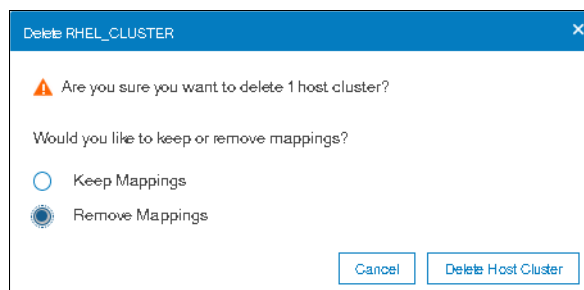 Delete RHEL_CLUSTER
Are you sure you want to delete 1 host cluster?
Would you like to keep or remove mappings?
Keep Mappings
Remove Mappings
Cancel
Delete Host Cluster